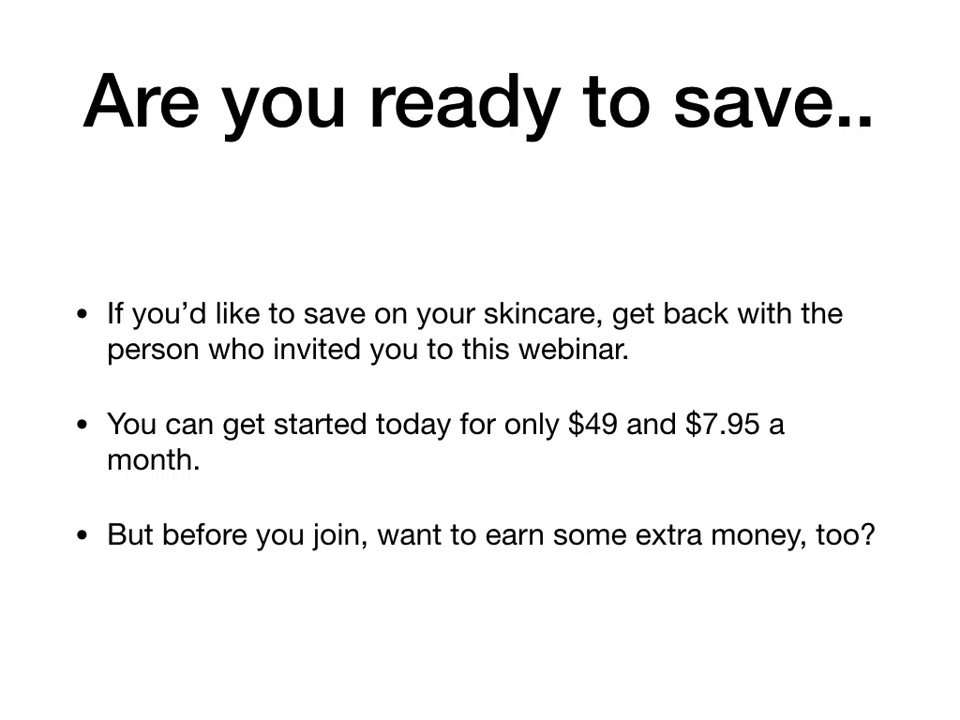 Are you ready to save..
• If you’d like to save on your skincare, get back with the
person who invited you to this webinar.
• You can get started today for only $49 and $7.95 a
month.
• But before you join, want to earn some extra money, too?